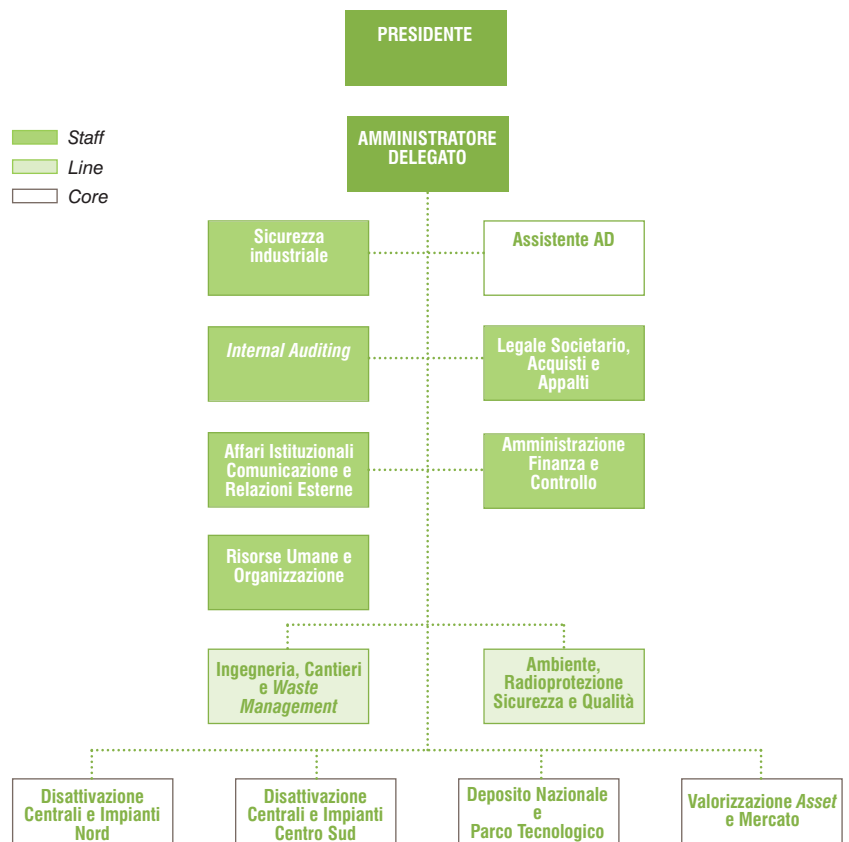 PRESIDENTE
AMMINISTRATORE
DELEGATO
Staff
Line
Core
Sicurezza
industriale
Assistente AD
Internal Auditing
Legale Societario,
Acquisti e
Appalti
Affari Istituzionali
Comunicazione e
Relazioni Esterne
Amministrazione
Finanza e
Controllo
Risorse Umane e
Organizzazione
Ingegneria, Cantieri
e Waste
Management
Ambiente,
Radioprotezione
Sicurezza e Qualità
Disattivazione
Centrali e Impianti
Nord
Disattivazione
Centrali e Impianti
Centro Sud
Deposito Nazionale
e
Parco Tecnologico
Valorizzazione Asset
e Mercato